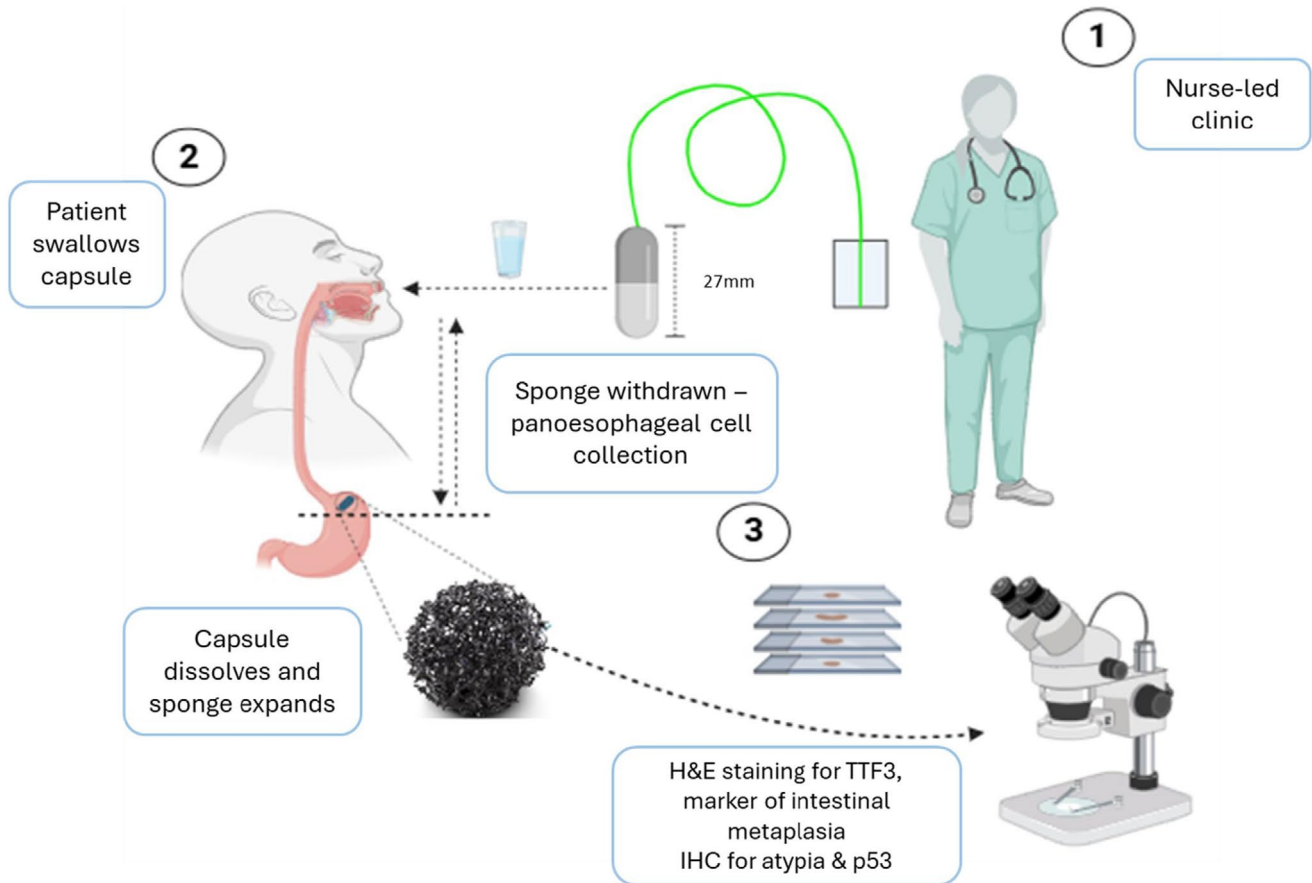 1
Nurse-led
clinic
2
Patient
swallows
capsule
27mm
Sponge withdrawn –
panoesophageal cell
collection
Capsule
dissolves and
sponge expands
3
H&E staining for TTF3,
marker of intestinal
metaplasia
IHC for atypia & p53